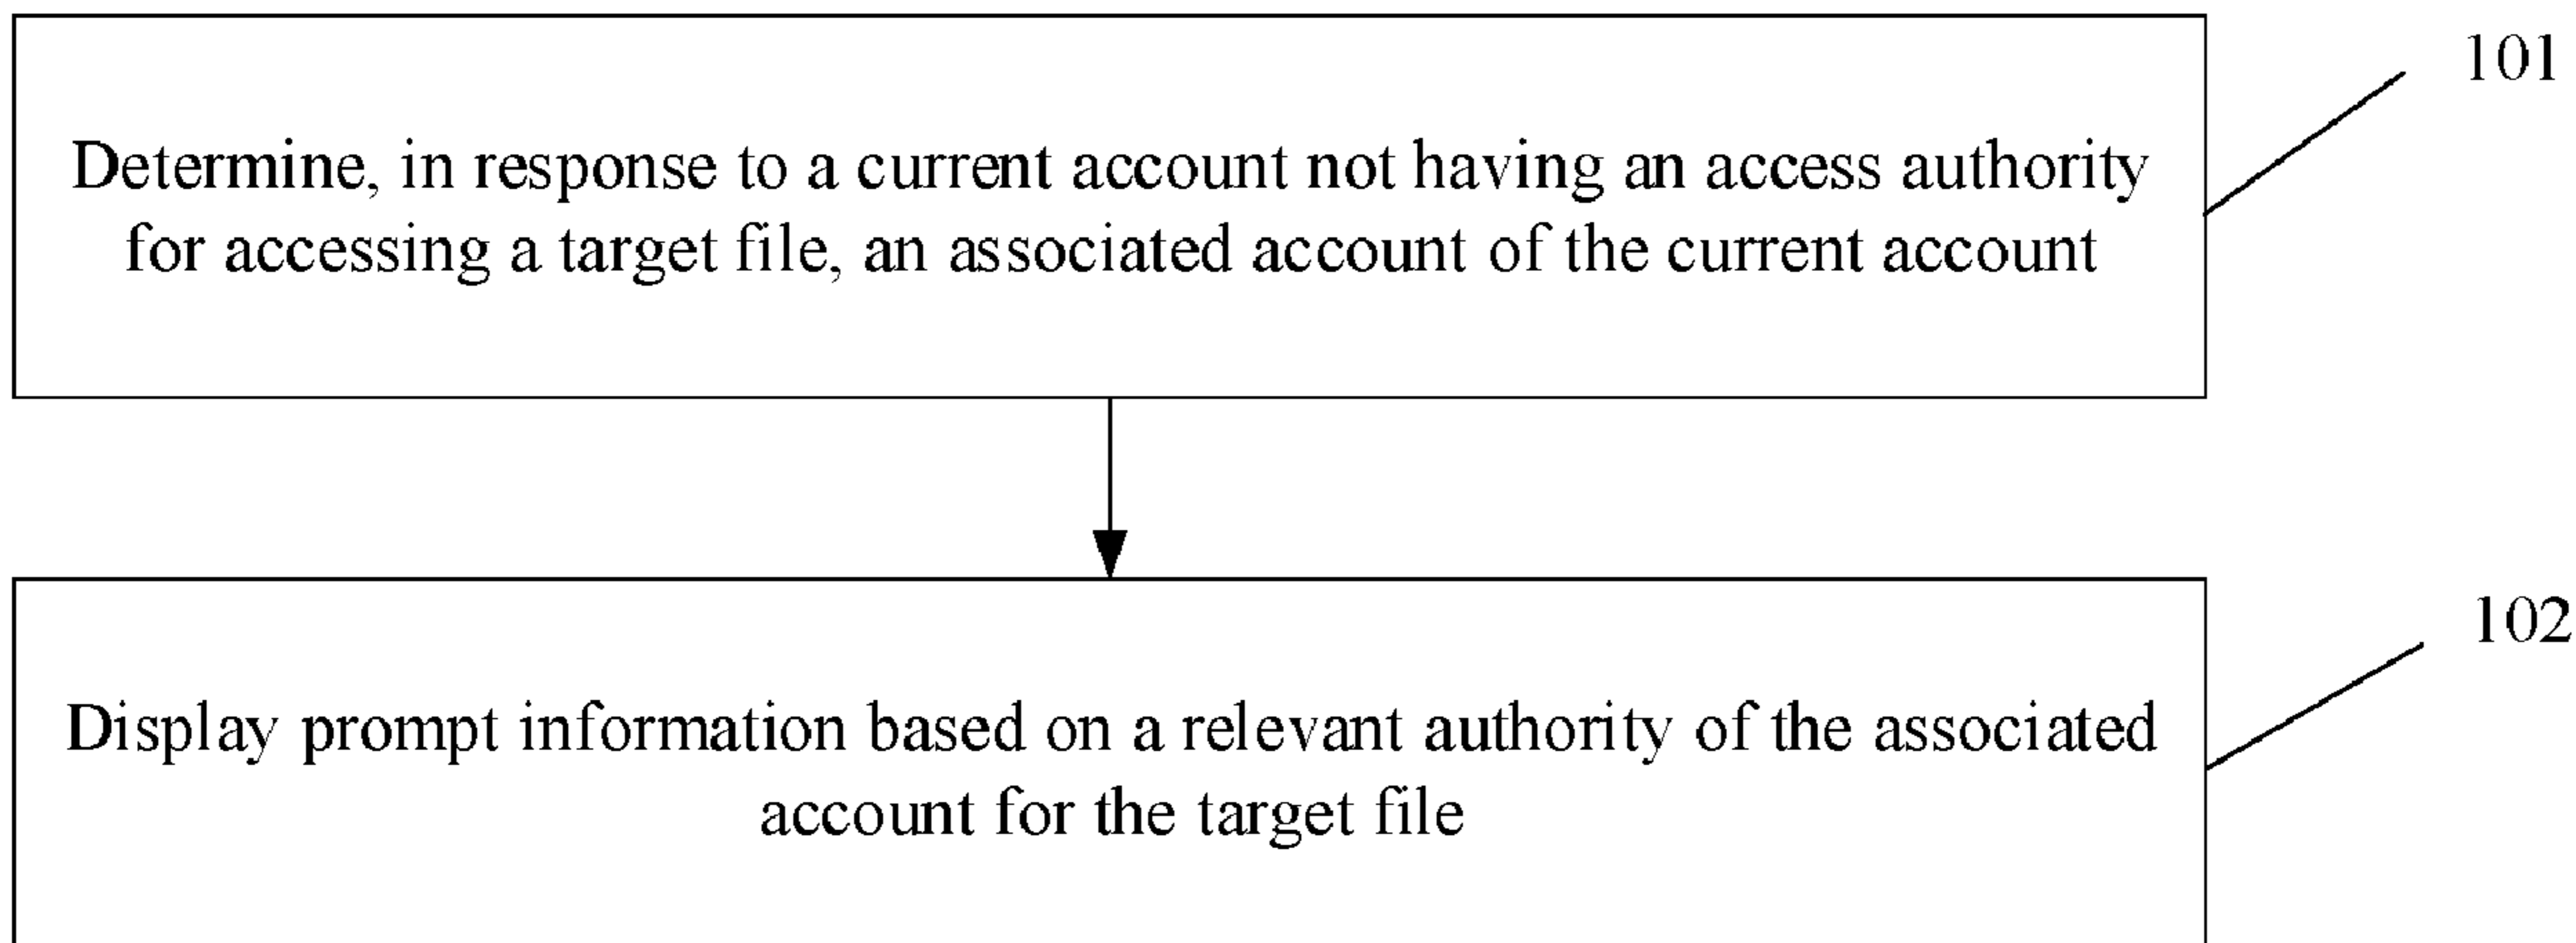 101
Determine, in response to a current account not having an access authority
for accessing a target file, an associated account of the current account
102
Display prompt information based on a relevant authority of the associated
account for the target file